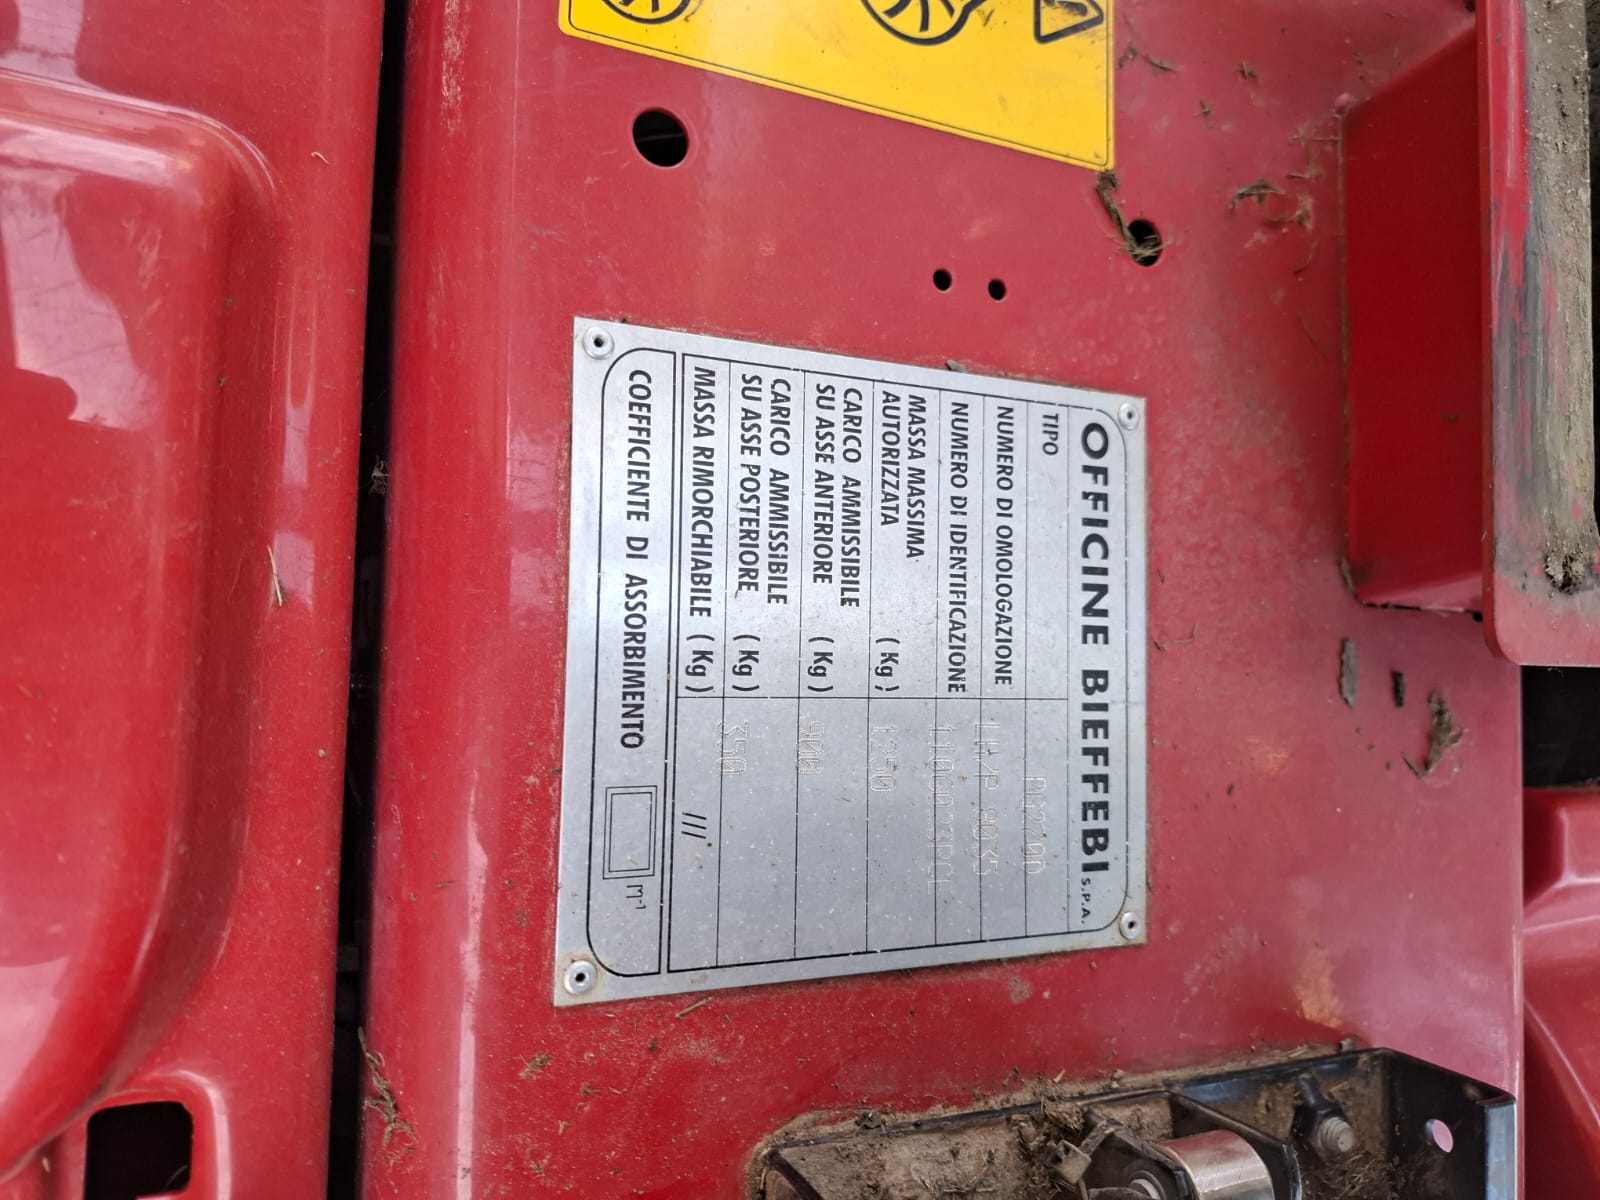 OFFICINE BIEFFEBI S.P.A.
TIPO PG270D
NUMERO DI OMOLOGAZIONE
NUMERO DI IDENTIFICAZIONE
MASSA MASSIMA
AUTORIZZATA (Kg) 1250
CARICO AMMISSIBILE
SU ASSE ANTERIORE (Kg) 900
CARICO AMMISSIBILE
SU ASSE POSTERIORE (Kg) 350
MASSA RIMORCHIABILE (Kg) ///
COEFFICIENTE DI ASSORBIMENTO m⁻¹